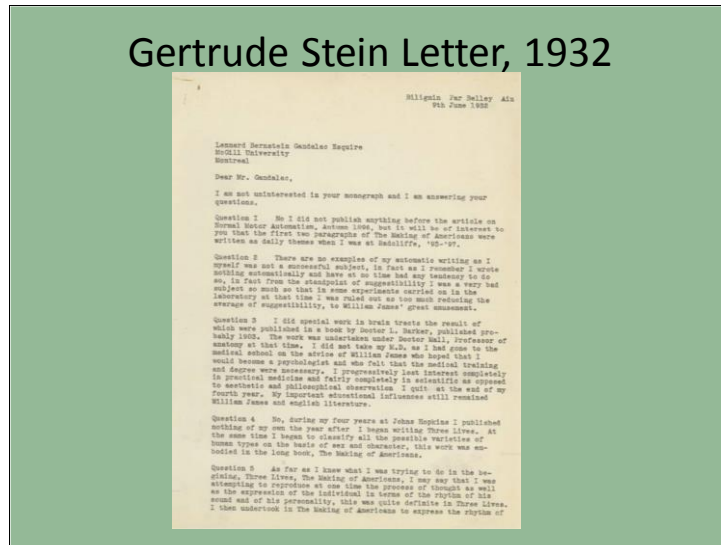 Gertrude Stein Letter, 1932
Bilignin Par Belley Ain
9th June 1932
Lennard Bernstein Gandalac Esquire
McGill University
Montreal
Dear Mr. Gandalac,
I am not uninterested in your monograph and I am answering your
questions.
Question 1 No I did not publish anything before the article on
Normal Motor Automatism, Autumn 1896, but it will be of interest to
you that the first two paragraphs of The Making of Americans were
written as daily themes when I was at Radcliffe, '93-'97.
Question 2 There are no examples of my automatic writing as I
myself was not a successful subject, in fact as I remember I wrote
nothing automatically and have at no time had any tendency to do
so, in fact from the standpoint of suggestibility I was a very bad
subject so much so that in some experiments carried on in the
laboratory at that time I was ruled out as too much reducing the
average of suggestibility, to William James' great amusement.
Question 3 I did special work in brain tracts the result of
which were published in a book by Doctor L. Barker, published pro-
bably 1902. The work was undertaken under Doctor Mall, Professor of
anatomy at that time. I did not take my M.D. as I had gone to the
medical school on the advice of William James who hoped that I
would become a psychologist and who felt that the medical training
and degree were necessary. I progressively lost interest completely
in practical medicine and fairly completely in scientific as opposed
to aesthetic and philosophical observation I quit at the end of my
fourth year. My important educational influences still remained
William James and english literature.
Question 4 No, during my four years at Johns Hopkins I published
nothing of my own the year after I began writing Three Lives. At
the same time I began to classify all the possible varieties of
human types on the basis of sex and character, this work was em-
bodied in the long book, The Making of Americans.
Question 5 As far as I knew what I was trying to do in the be-
gining, Three Lives, The Making of Americans, I may say that I was
attempting to reproduce at one time the process of thought as well
as the expression of the individual in terms of the rhythm of his
sound and of his personality, this was quite definite in Three Lives.
I then undertook in The Making of Americans to express the rhythm of